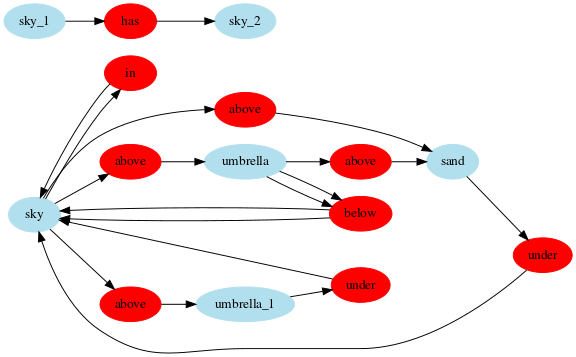 sky_1
has
sky_2
in
above
above
umbrella
above
sand
sky
below
under
above
umbrella_1
under